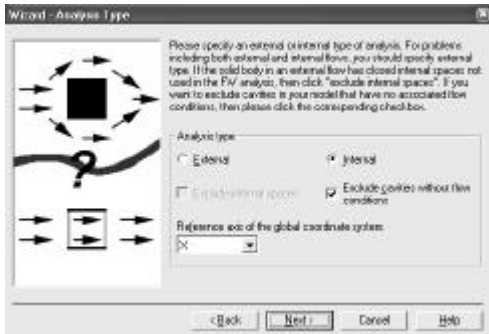 Wizard - Analysis Type
Please specify an external or internal type of analysis. For problems
including both external and internal flows, you should specify external
type. If the solid body in an external flow has closed internal spaces not
used in the FW analysis, then click "exclude internal spaces". If you
want to exclude cavities in your model that have no associated flow
conditions, then please click the corresponding checkbox.
Analysis type
External
Internal
Exclude internal spaces
Exclude cavities without flow
conditions
Reference axis of the global coordinate system:
X
< Back
Next >
Cancel
Help